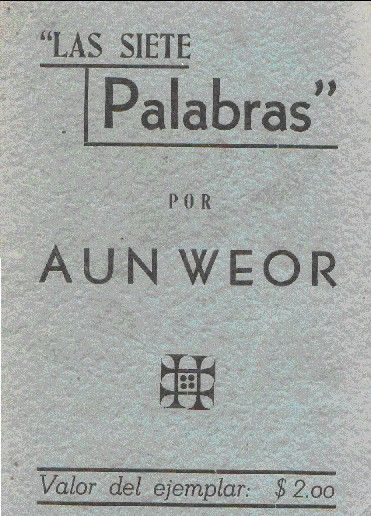 "LAS SIETE
Palabras"
POR
AUN WEOR
Valor del ejemplar: $ 2.00